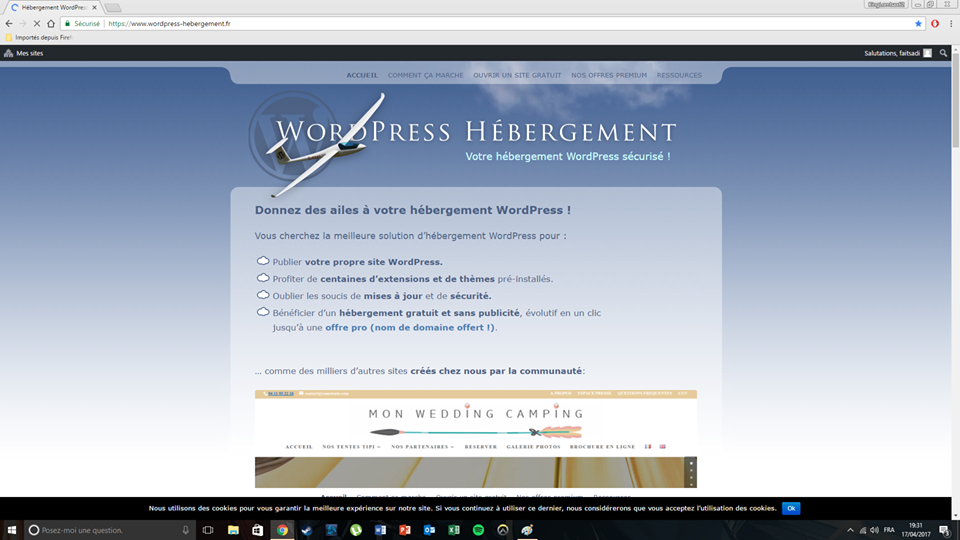 Hébergement WordPress
Sécurisé
https://www.wordpress-hebergement.fr
Importés depuis Firef
Mes sites
Salutations, faitsadi
ACCUEIL COMMENT ÇA MARCHE OUVRIR UN SITE GRATUIT NOS OFFRES PREMIUM RESSOURCES
WORDPRESS HÉBERGEMENT
Votre hébergement WordPress sécurisé !
Donnez des ailes à votre hébergement WordPress !
Vous cherchez la meilleure solution d'hébergement WordPress pour :
Publier votre propre site WordPress.
Profiter de centaines d'extensions et de thèmes pré-installés.
Oublier les soucis de mises à jour et de sécurité.
Bénéficier d'un hébergement gratuit et sans publicité, évolutif en un clic
jusqu'à une offre pro (nom de domaine offert !).
... comme des milliers d'autres sites créés chez nous par la communauté:
A PROPOS ESPACE PRESSE QUESTIONS FREQUENTES
MON WEDDING CAMPING
ACCUEIL NOS TENTES TIPI NOS PARTENAIRES RESERVER GALERIE PHOTOS BROCHURE EN LIGNE
Accueil Comment ça marche Ouvrir un site gratuit Nos offres premium Ressources
Nous utilisons des cookies pour vous garantir la meilleure expérience sur notre site. Si vous continuez à utiliser ce dernier, nous considérerons que vous acceptez l'utilisation des cookies. Ok
Posez-moi une question.
FRA
19:31
17/04/2017